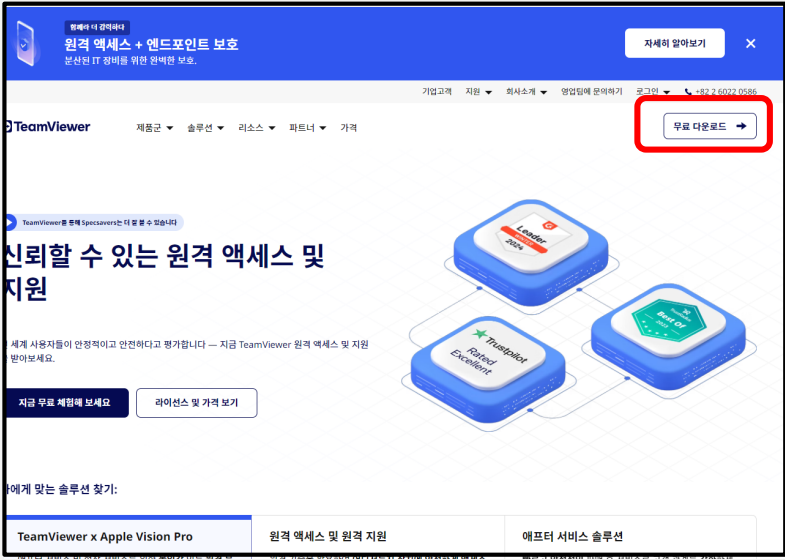 함께라 더 강력하다
원격 액세스 + 엔드포인트 보호
분산된 IT 장비를 위한 완벽한 보호.
자세히 알아보기
기업고객 지원 회사소개 영업팀에 문의하기 로그인 +82 2 6022 0586
TeamViewer
제품군 솔루션 리소스 파트너 가격
무료 다운로드
TeamViewer를 통해 Specsavers는 더 잘 볼 수 있습니다
신뢰할 수 있는 원격 액세스 및
지원
세계 사용자들이 안정적이고 안전하다고 평가합니다 — 지금 TeamViewer 원격 액세스 및 지원
받아보세요.
지금 무료 체험해 보세요
라이선스 및 가격 보기
Leader
2024
Best Of
2023
Trustpilot
Rated
Excellent
에게 맞는 솔루션 찾기:
TeamViewer x Apple Vision Pro
원격 액세스 및 원격 지원
애프터 서비스 솔루션